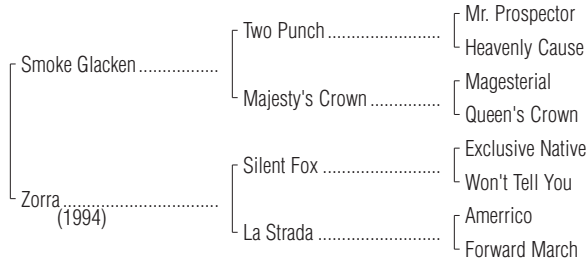 Mr. Prospector
Two Punch
Heavenly Cause
Smoke Glacken
Magesterial
Majesty's Crown
Queen's Crown
Exclusive Native
Silent Fox
Won't Tell You
Zorra
(1994)
Amerrico
La Strada
Forward March